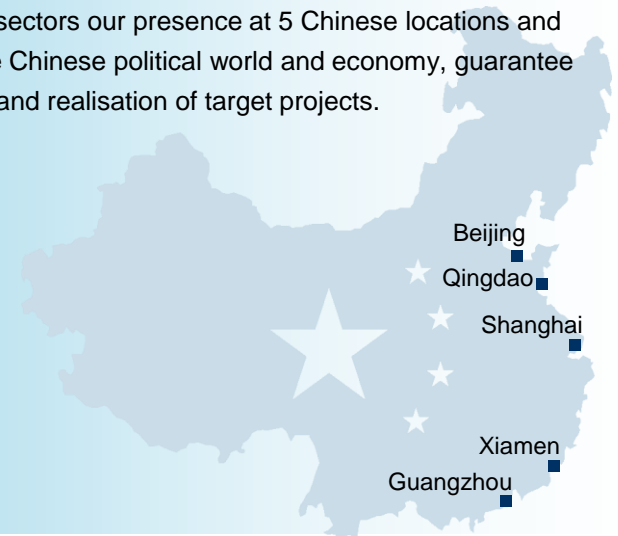 sectors our presence at 5 Chinese locations and
Chinese political world and economy, guarantee
and realisation of target projects.
Beijing
Qingdao
Shanghai
Xiamen
Guangzhou